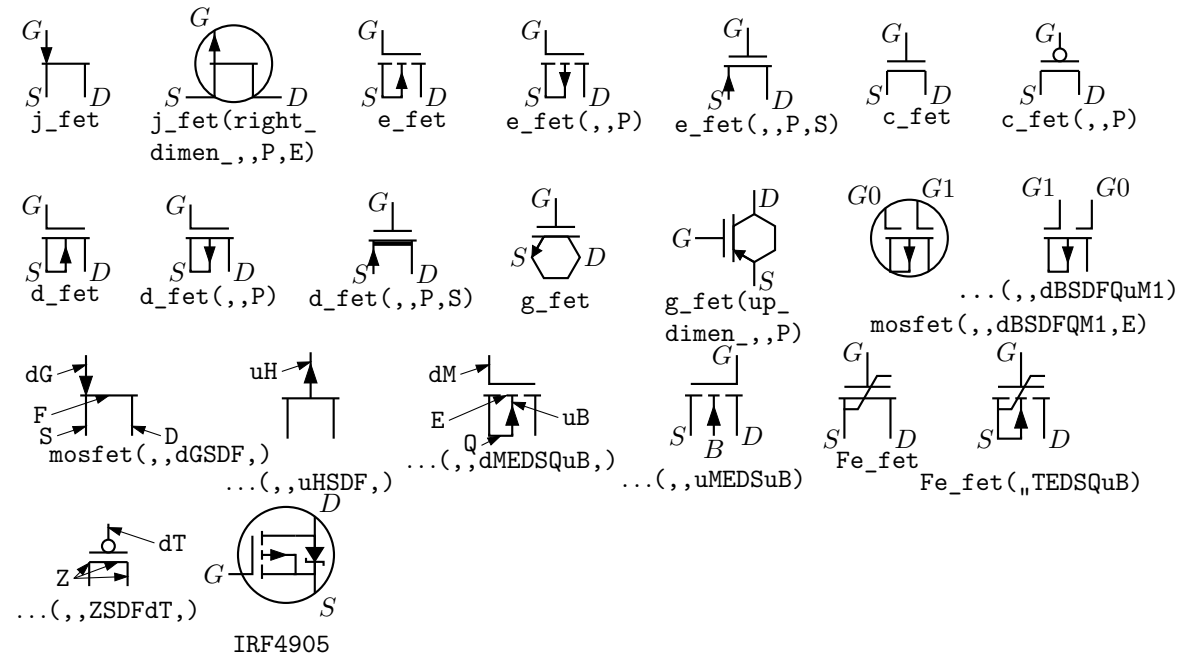 G
S D
j_fet
G
S D
j_fet(right_
dimen_,,P,E)
G
S D
e_fet
G
S D
e_fet(,,P)
G
S D
e_fet(,,P,S)
G
S D
c_fet
G
S D
c_fet(,,P)
G
S D
d_fet
G
S D
d_fet(,,P)
G
S D
d_fet(,,P,S)
G
S D
g_fet
D
G
S
g_fet(up_
dimen_,,P)
G0 G1
mosfet(,,dBSDFQM1,E)
G1 G0
...(,,dBSDFQuM1)
dG
F
S D
mosfet(,,dGSDF,)
uH
...(,,uHSDF,)
dM
E uB
Q
...(,,dMEDSQuB,)
G
S B D
...(,,uMEDSuB)
G
S D
Fe_fet
G
S D
Fe_fet(„TEDSQuB)
dT
Z
...(,,ZSDFdT,)
D
G
S
IRF4905